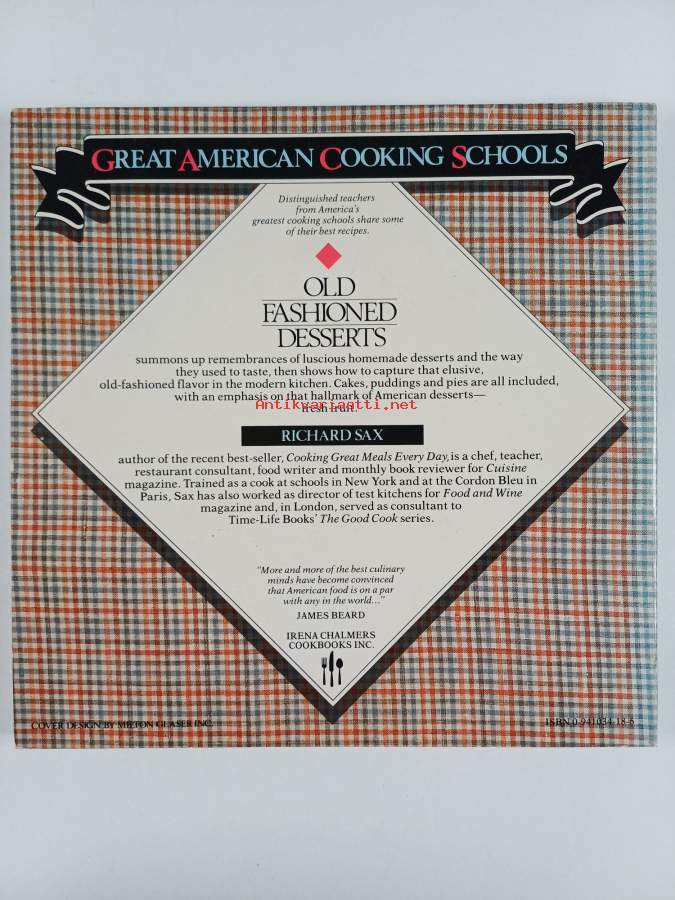 GREAT AMERICAN COOKING SCHOOLS
Distinguished teachers
from America's
greatest cooking schools share some
of their best recipes.
OLD
FASHIONED
DESSERTS
summons up remembrances of luscious homemade desserts and the way
they used to taste, then shows how to capture that elusive,
old-fashioned flavor in the modern kitchen. Cakes, puddings and pies are all included,
with an emphasis on that hallmark of American desserts—
Antikvariaatti.net
fresh fruit.
RICHARD SAX
author of the recent best-seller, Cooking Great Meals Every Day, is a chef, teacher,
restaurant consultant, food writer and monthly book reviewer for Cuisine
magazine. Trained as a cook at schools in New York and at the Cordon Bleu in
Paris, Sax has also worked as director of test kitchens for Food and Wine
magazine and, in London, served as consultant to
Time-Life Books' The Good Cook series.
"More and more of the best culinary
minds have become convinced
that American food is on a par
with any in the world..."
JAMES BEARD
IRENA CHALMERS
COOKBOOKS INC.
COVER DESIGN BY MILTON GLASER INC.
ISBN 0-941034-18-6